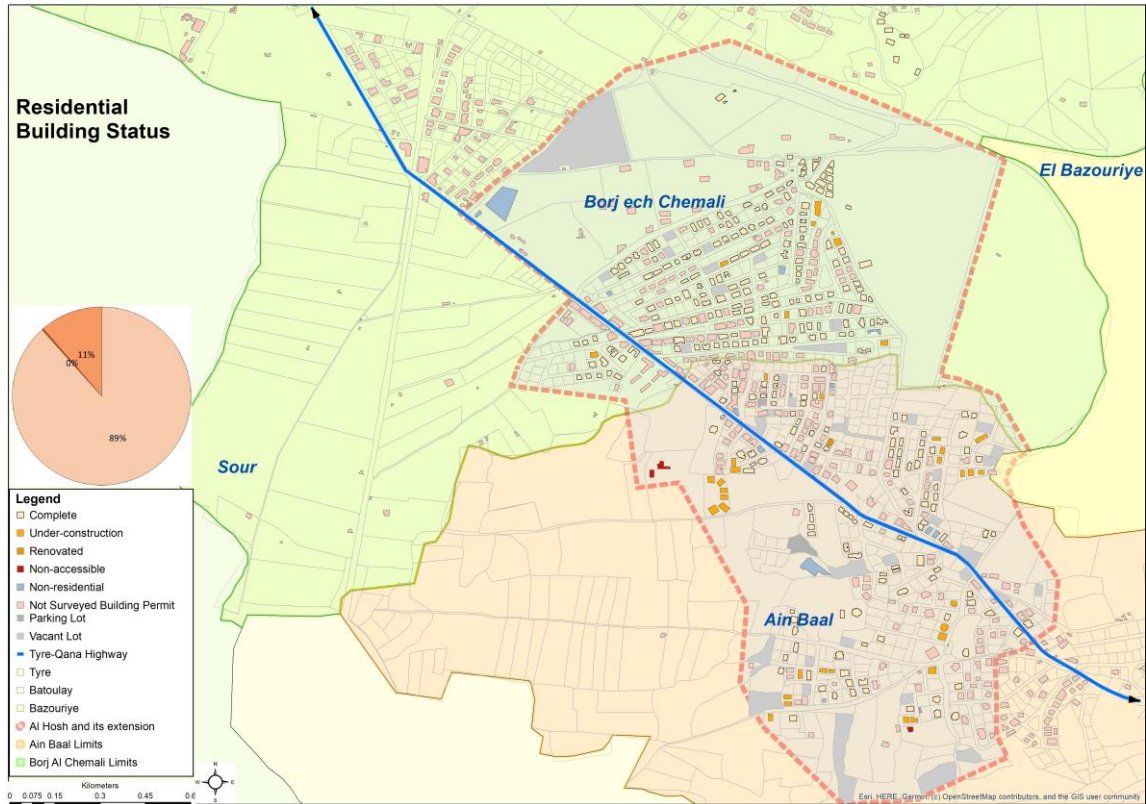 Residential
Building Status
El Bazouriye
Borj ech Chemali
11%
0%
89%
Sour
Ain Baal
Legend
Complete
Under-construction
Renovated
Non-accessible
Non-residential
Not Surveyed Building Permit
Parking Lot
Vacant Lot
Tyre-Qana Highway
Tyre
Batoulay
Bazouriye
Al Hosh and its extension
Ain Baal Limits
Borj Al Chemali Limits
Kilometers
0 0.075 0.15 0.3 0.45 0.6
N
W E
S
Esri, HERE, Garmin, (c) OpenStreetMap contributors, and the GIS user community